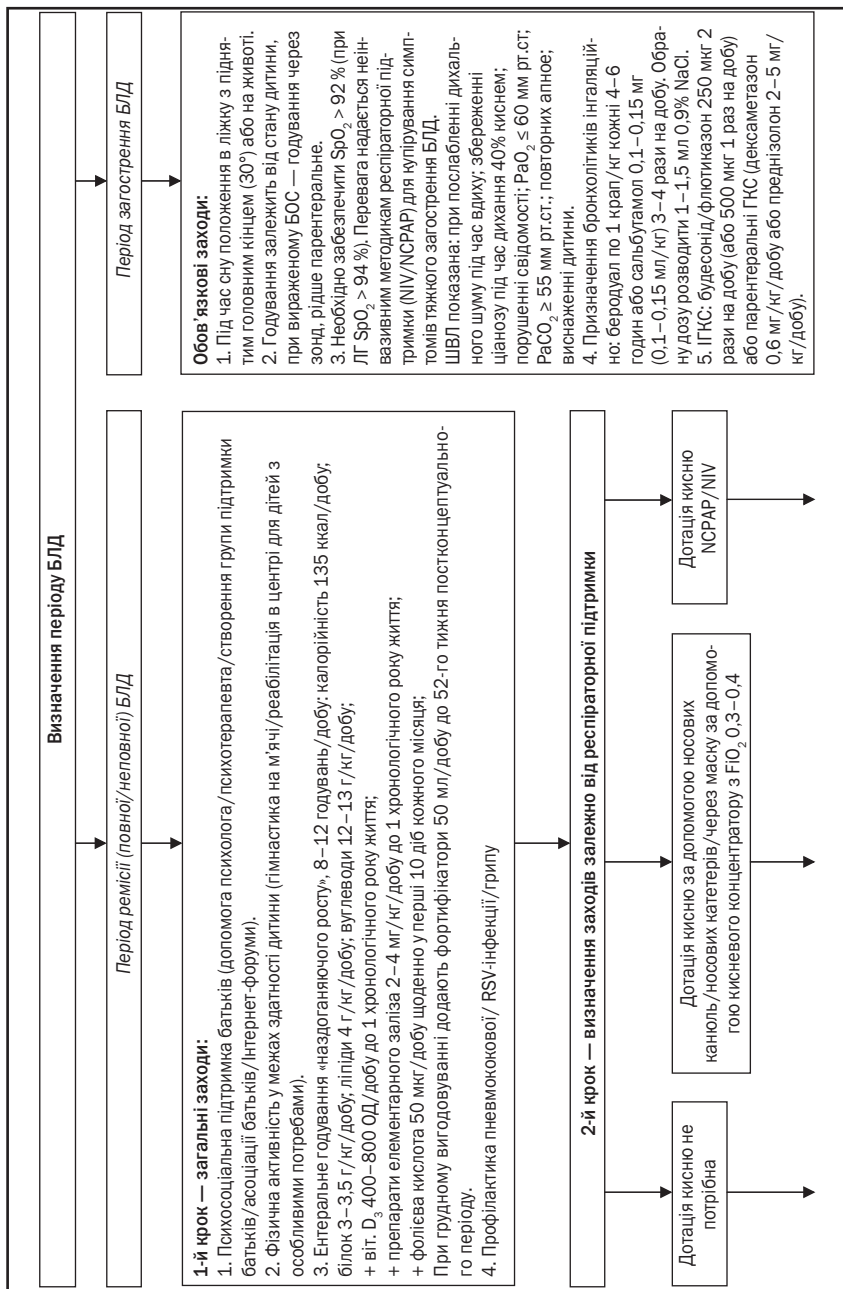 Визначення періоду БЛД
Період ремісії (повної/неповної) БЛД
1-й крок — загальні заходи:
1. Психосоціальна підтримка батьків (допомога психолога/психотерапевта/створення групи підтримки
батьків/асоціації батьків/Інтернет-форуми).
2. Фізична активність у межах здатності дитини (гімнастика на м’ячі/реабілітація в центрі для дітей з
особливими потребами).
3. Ентеральне годування «наздоганяючого росту», 8–12 годувань/добу: калорійність 135 ккал/добу;
білок 3–3,5 г/кг/добу; ліпіди 4 г/кг/добу; вуглеводи 12–13 г/кг/добу;
+ віт. D₃ 400–800 ОД/добу до 1 хронологічного року життя;
+ препарати елементарного заліза 2–4 мг/кг/добу до 1 хронологічного року життя;
+ фолієва кислота 50 мкг/добу щоденно у перші 10 діб кожного місяця;
При грудному вигодовуванні додають фортифікатори 50 мл/добу до 52-го тижня постконцептуально-
го періоду.
4. Профілактика пневмококової/ RSV-інфекції/грипу
2-й крок — визначення заходів залежно від респіраторної підтримки
Дотація кисню не
потрібна
Дотація кисню за допомогою носових
канюль/носових катетерів/через маску за допомо-
гою кисневого концентратору з FiO₂ 0,3–0,4
Дотація кисню
NCPAP/NIV
Період загострення БЛД
Обов’язкові заходи:
1. Під час сну положення в ліжку з підня-
тим головним кінцем (30°) або на животі.
2. Годування залежить від стану дитини,
при вираженому БОС — годування через
зонд, рідше парентеральне.
3. Необхідно забезпечити SpO₂ > 92 % (при
ЛГ SpO₂ > 94 %). Перевага надається неін-
вазивним методикам респіраторної під-
тримки (NIV/NCPAP) для купірування симп-
томів тяжкого загострення БЛД.
ШВЛ показана: при послабленні дихаль-
ного шуму під час вдиху; збереженні
ціанозу під час дихання 40% киснем;
порушенні свідомості; PaO₂ ≤ 60 мм рт.ст;
PaCO₂ ≥ 55 мм рт.ст.; повторних апное;
виснаженні дитини.
4. Призначення бронхолітиків інгаляцій-
но: беродуал по 1 крап/кг кожні 4–6
годин або сальбутамол 0,1–0,15 мг
(0,1–0,15 мл/кг) 3–4 рази на добу. Обра-
ну дозу розводити 1–1,5 мл 0,9% NaCl.
5. ІГКС: будесонід/флютиказон 250 мкг 2
рази на добу (або 500 мкг 1 раз на добу)
або парентеральні ГКС (дексаметазон
0,6 мг/кг/добу або преднізолон 2–5 мг/
кг/добу).